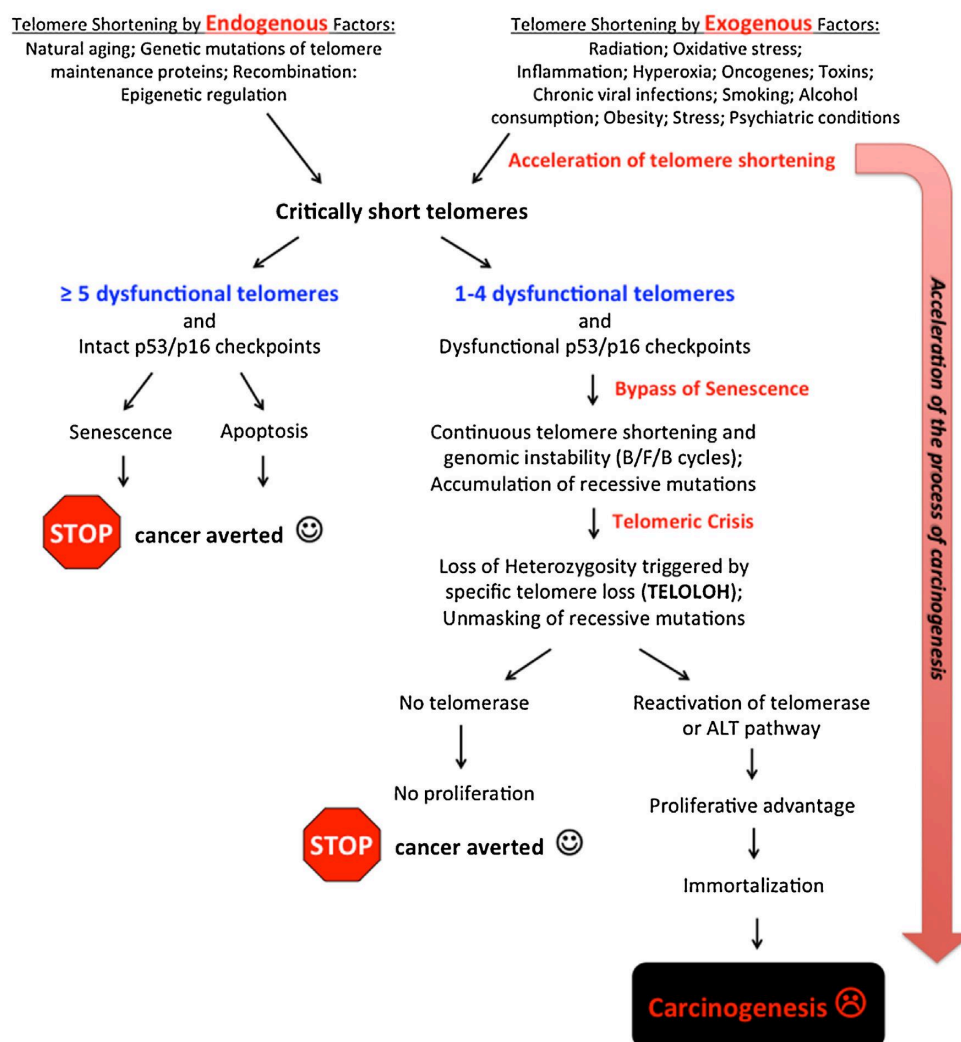 Telomere Shortening by Endogenous Factors:
Natural aging; Genetic mutations of telomere
maintenance proteins; Recombination:
Epigenetic regulation
Telomere Shortening by Exogenous Factors:
Radiation; Oxidative stress;
Inflammation; Hyperoxia; Oncogenes; Toxins;
Chronic viral infections; Smoking; Alcohol
consumption; Obesity; Stress; Psychiatric conditions
Acceleration of telomere shortening
Critically short telomeres
≥ 5 dysfunctional telomeres
and
Intact p53/p16 checkpoints
Senescence
Apoptosis
STOP
cancer averted
1-4 dysfunctional telomeres
and
Dysfunctional p53/p16 checkpoints
Bypass of Senescence
Continuous telomere shortening and
genomic instability (B/F/B cycles);
Accumulation of recessive mutations
Telomeric Crisis
Loss of Heterozygosity triggered by
specific telomere loss (TELOLOH);
Unmasking of recessive mutations
No telomerase
No proliferation
STOP
cancer averted
Reactivation of telomerase
or ALT pathway
Proliferative advantage
Immortalization
Carcinogenesis
Acceleration of the process of carcinogenesis